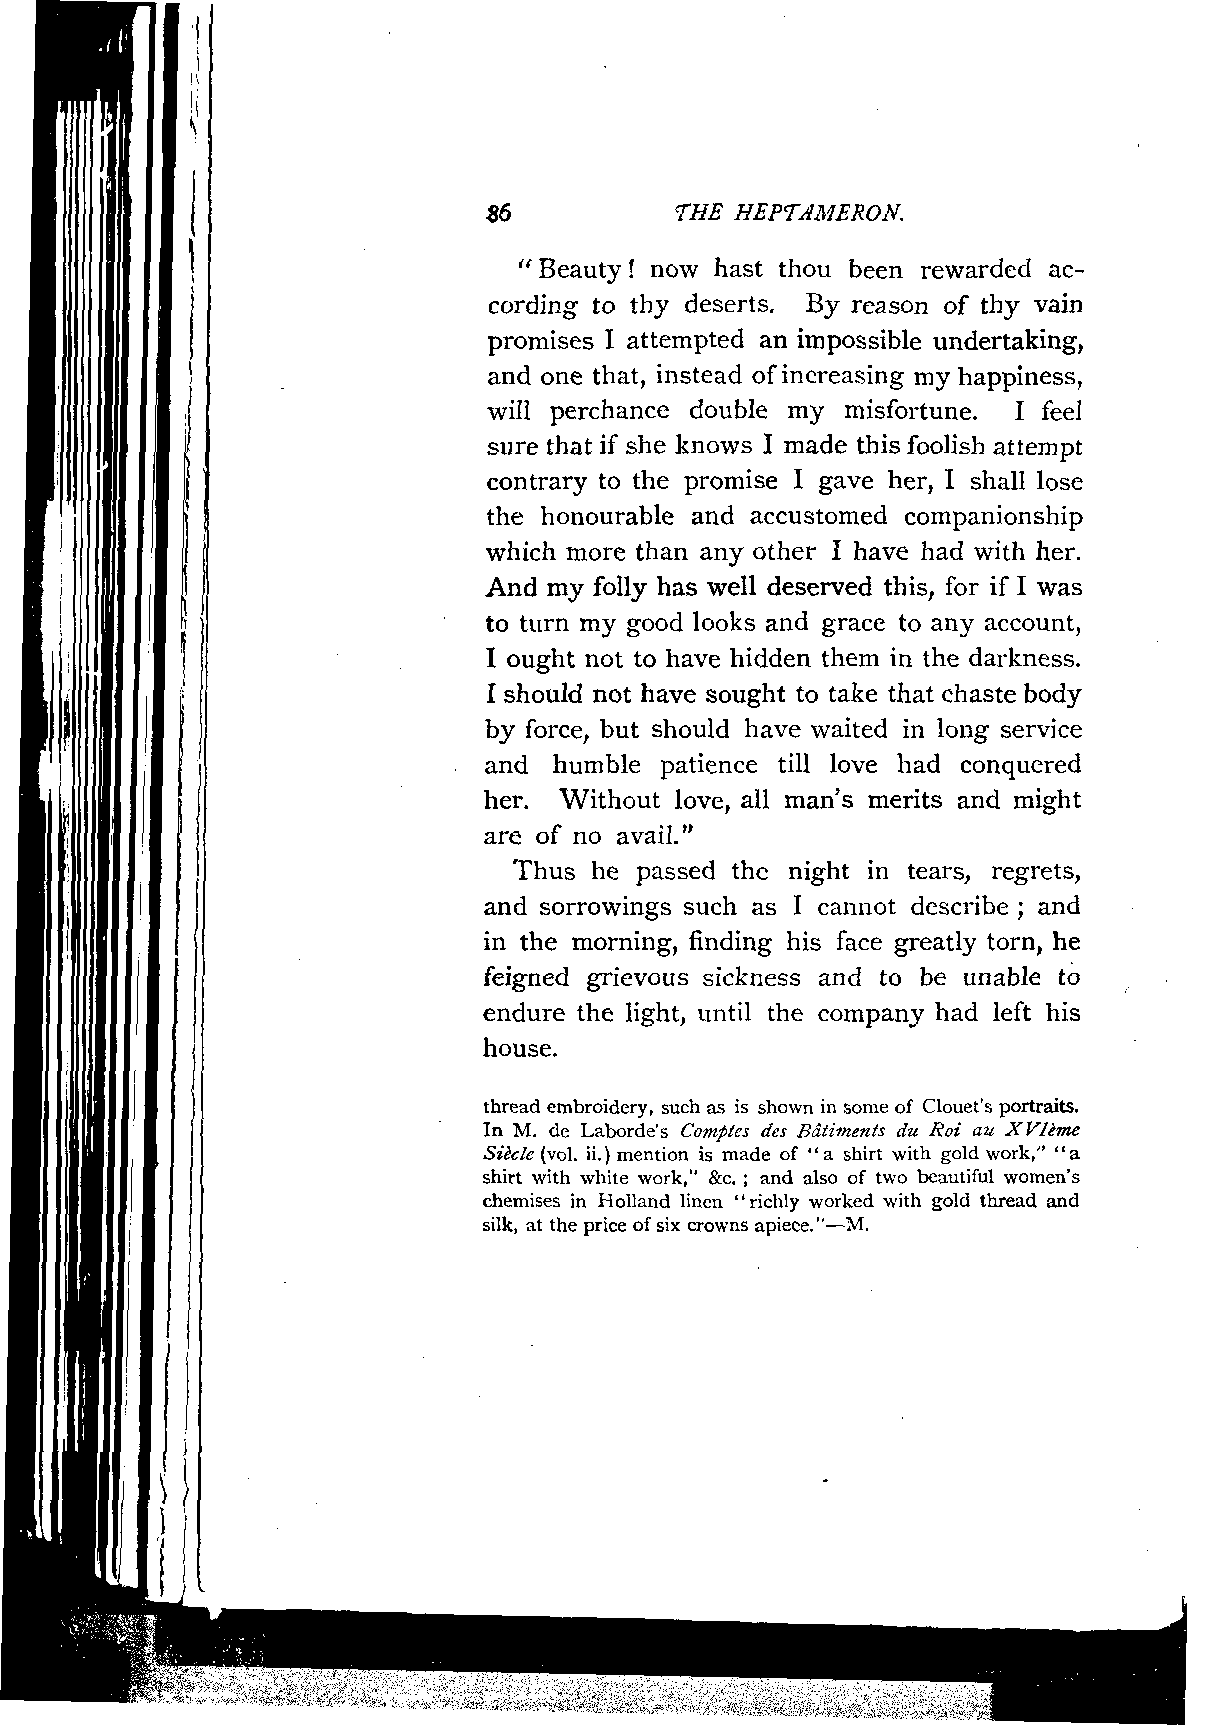 86 THE HEPTAMERON.
"Beauty! now hast thou been rewarded ac-
cording to thy deserts. By reason of thy vain
promises I attempted an impossible undertaking,
and one that, instead of increasing my happiness,
will perchance double my misfortune. I feel
sure that if she knows I made this foolish attempt
contrary to the promise I gave her, I shall lose
the honourable and accustomed companionship
which more than any other I have had with her.
And my folly has well deserved this, for if I was
to turn my good looks and grace to any account,
I ought not to have hidden them in the darkness.
I should not have sought to take that chaste body
by force, but should have waited in long service
and humble patience till love had conquered
her. Without love, all man's merits and might
are of no avail."
Thus he passed the night in tears, regrets,
and sorrowings such as I cannot describe; and
in the morning, finding his face greatly torn, he
feigned grievous sickness and to be unable to
endure the light, until the company had left his
house.
thread embroidery, such as is shown in some of Clouet's portraits.
In M. de Laborde's Comptes des Bâtiments du Roi au XVIème
Siècle (vol. ii.) mention is made of "a shirt with gold work," "a
shirt with white work," &c.; and also of two beautiful women's
chemises in Holland linen "richly worked with gold thread and
silk, at the price of six crowns apiece."—M.